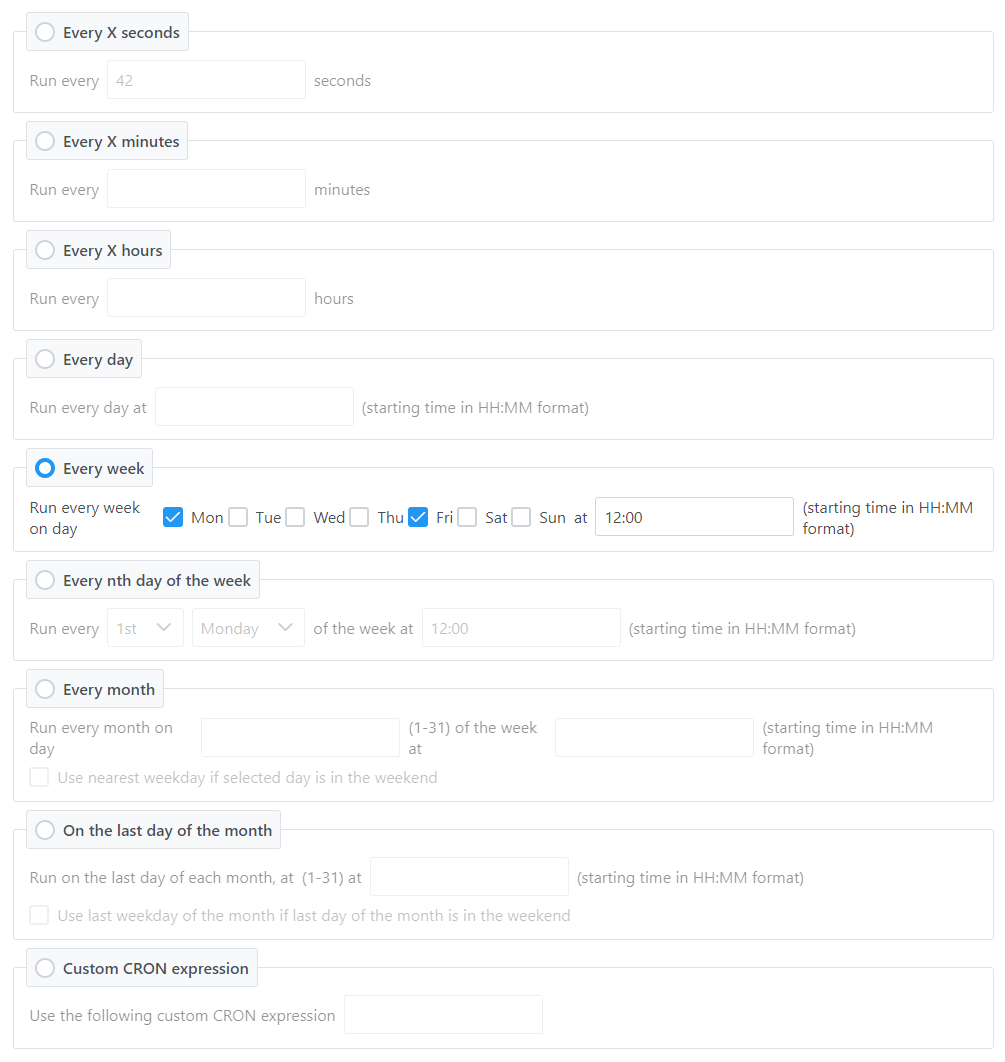 Every X seconds
Run every 42 seconds
Every X minutes
Run every minutes
Every X hours
Run every hours
Every day
Run every day at (starting time in HH:MM format)
Every week
Run every week
on day
Mon Tue Wed Thu Fri Sat Sun at 12:00
(starting time in HH:MM
format)
Every nth day of the week
Run every 1st Monday of the week at 12:00 (starting time in HH:MM format)
Every month
Run every month on
day
(1-31) of the week
at
(starting time in HH:MM
format)
Use nearest weekday if selected day is in the weekend
On the last day of the month
Run on the last day of each month, at (1-31) at (starting time in HH:MM format)
Use last weekday of the month if last day of the month is in the weekend
Custom CRON expression
Use the following custom CRON expression